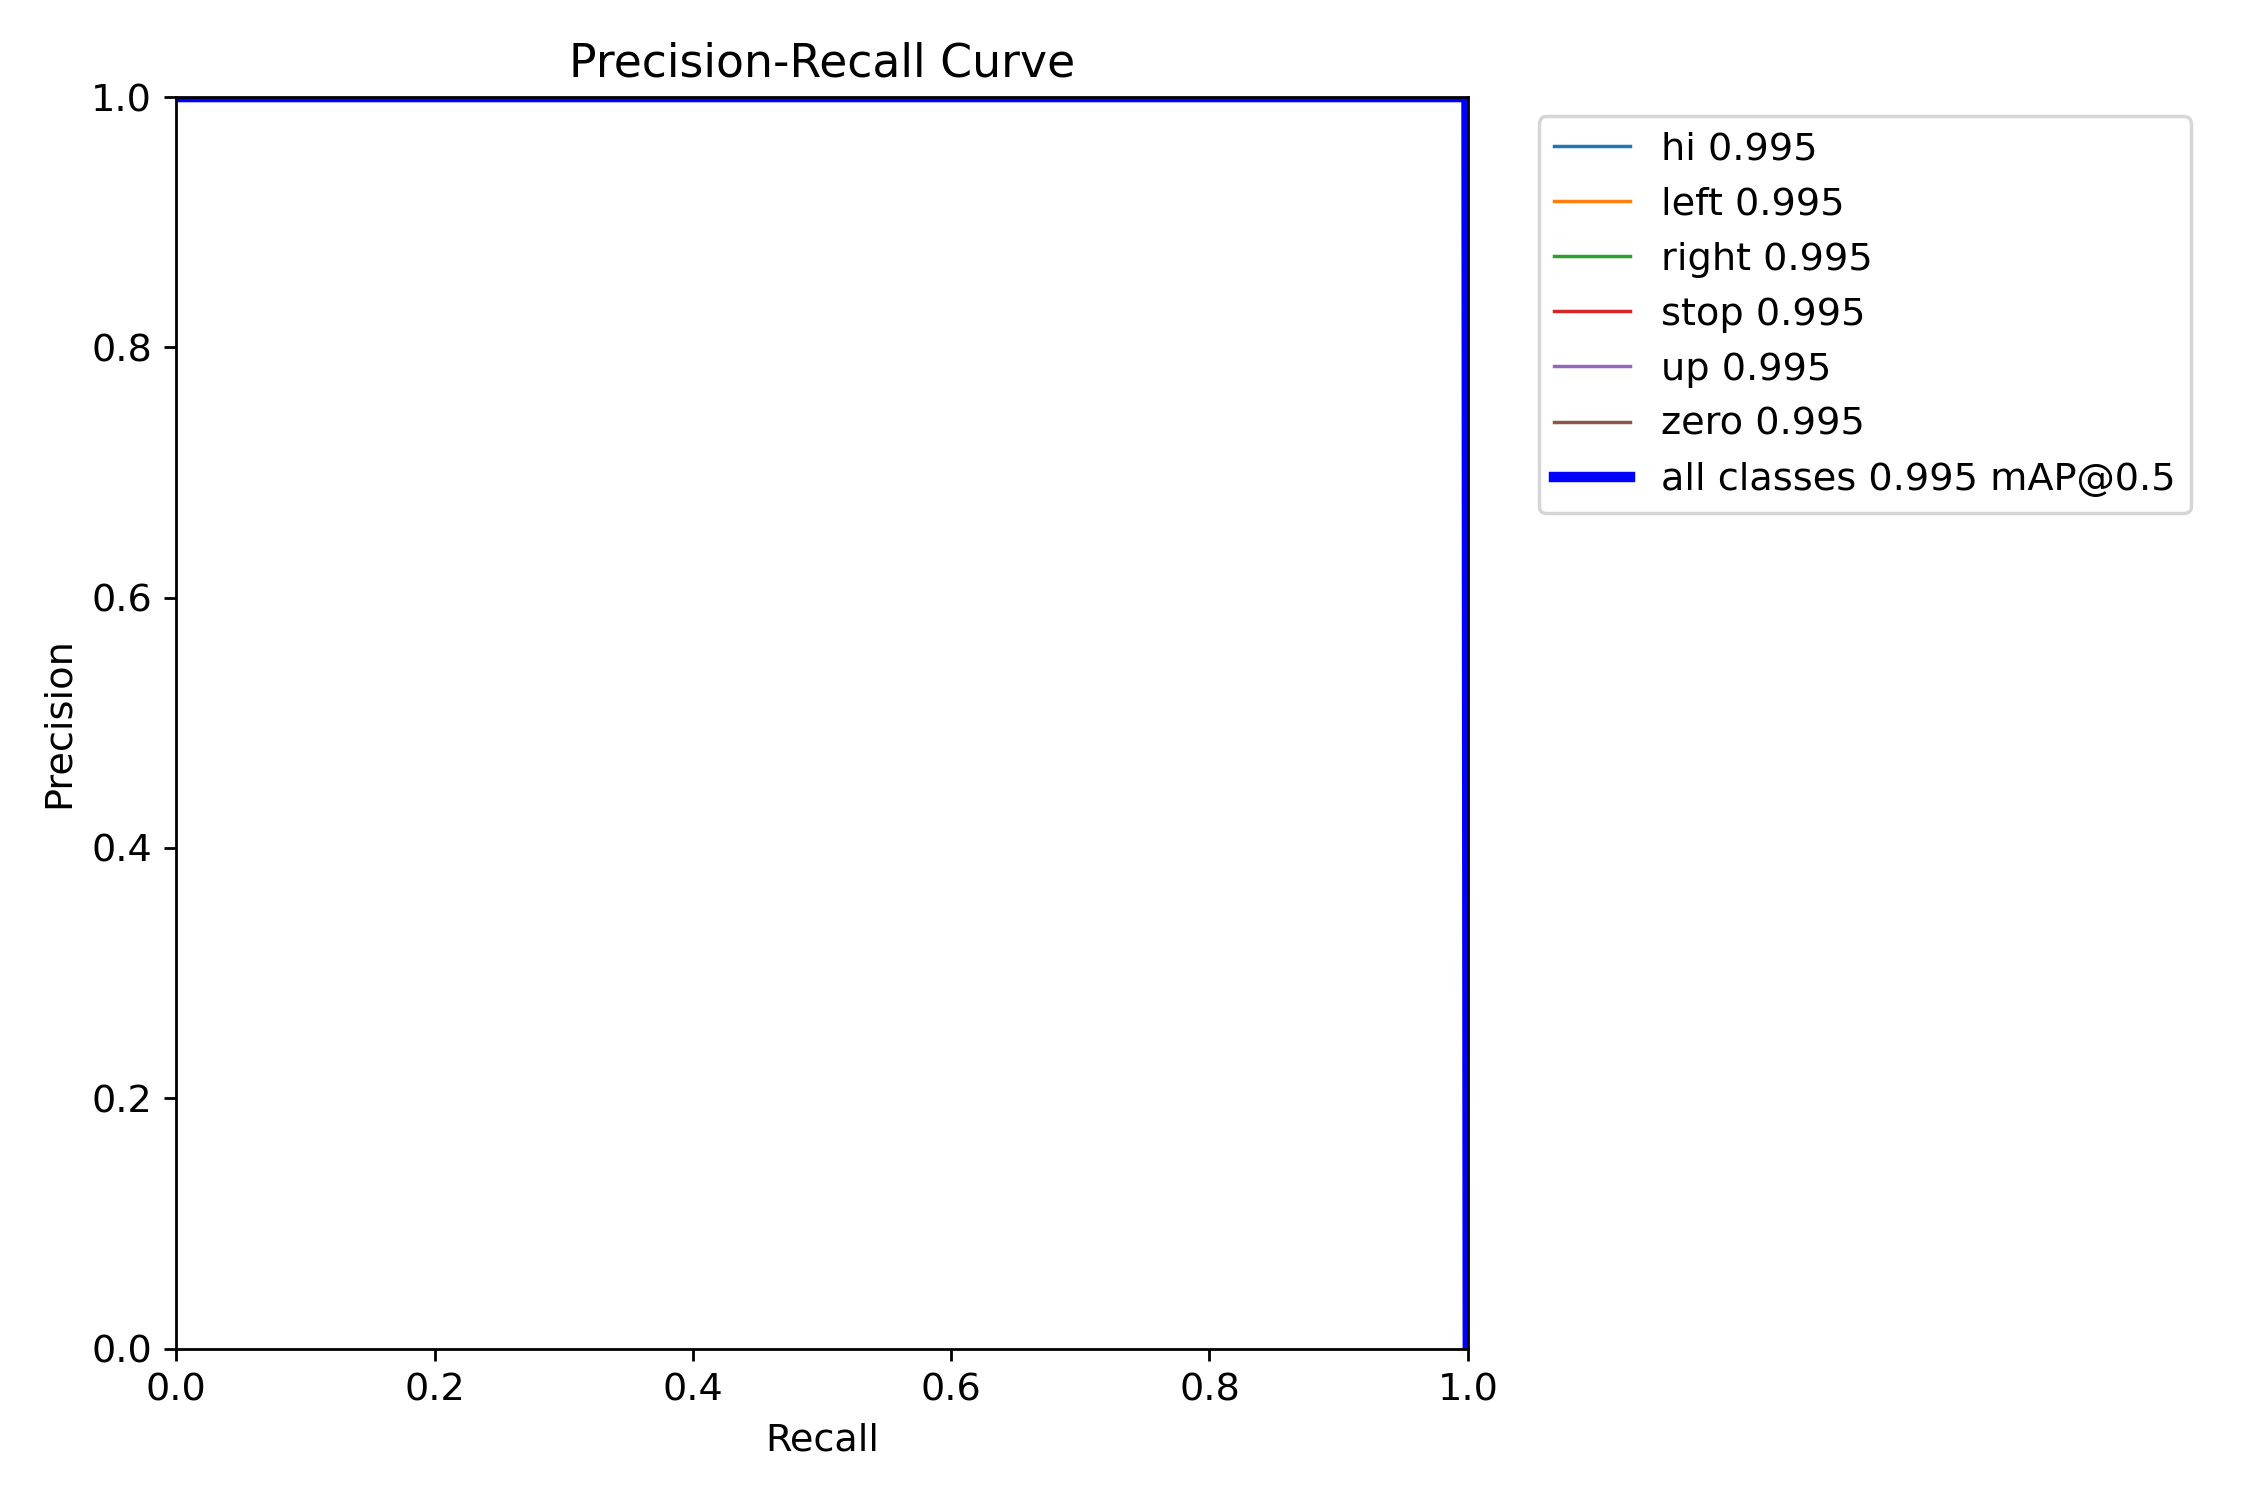 Precision-Recall Curve
1.0
0.8
0.6
0.4
0.2
0.0
Precision
0.0 0.2 0.4 0.6 0.8 1.0
Recall
hi 0.995
left 0.995
right 0.995
stop 0.995
up 0.995
zero 0.995
all classes 0.995 mAP@0.5